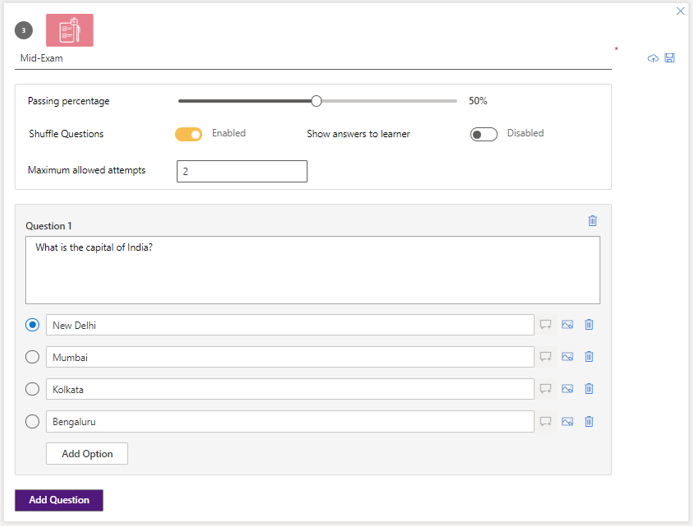 3
Mid-Exam *
Passing percentage 50%
Shuffle Questions Enabled Show answers to learner Disabled
Maximum allowed attempts 2
Question 1
What is the capital of India?
New Delhi
Mumbai
Kolkata
Bengaluru
Add Option
Add Question